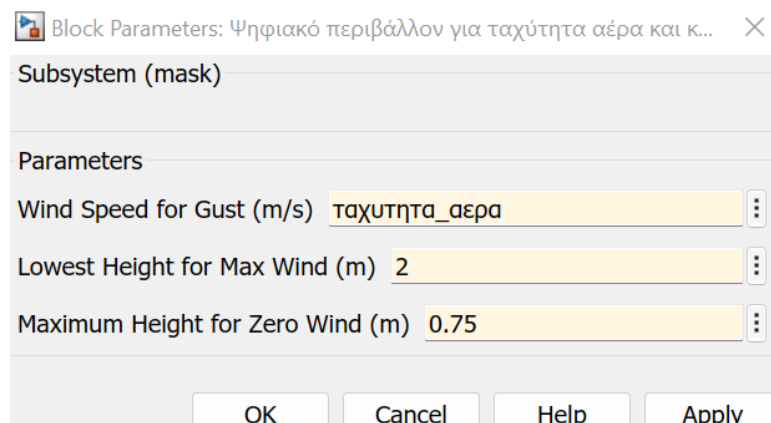 Block Parameters: Ψηφιακό περιβάλλον για ταχύτητα αέρα και κ...
Subsystem (mask)
Parameters
Wind Speed for Gust (m/s) ταχυτητα_αερα
Lowest Height for Max Wind (m) 2
Maximum Height for Zero Wind (m) 0.75
OK Cancel Help Apply